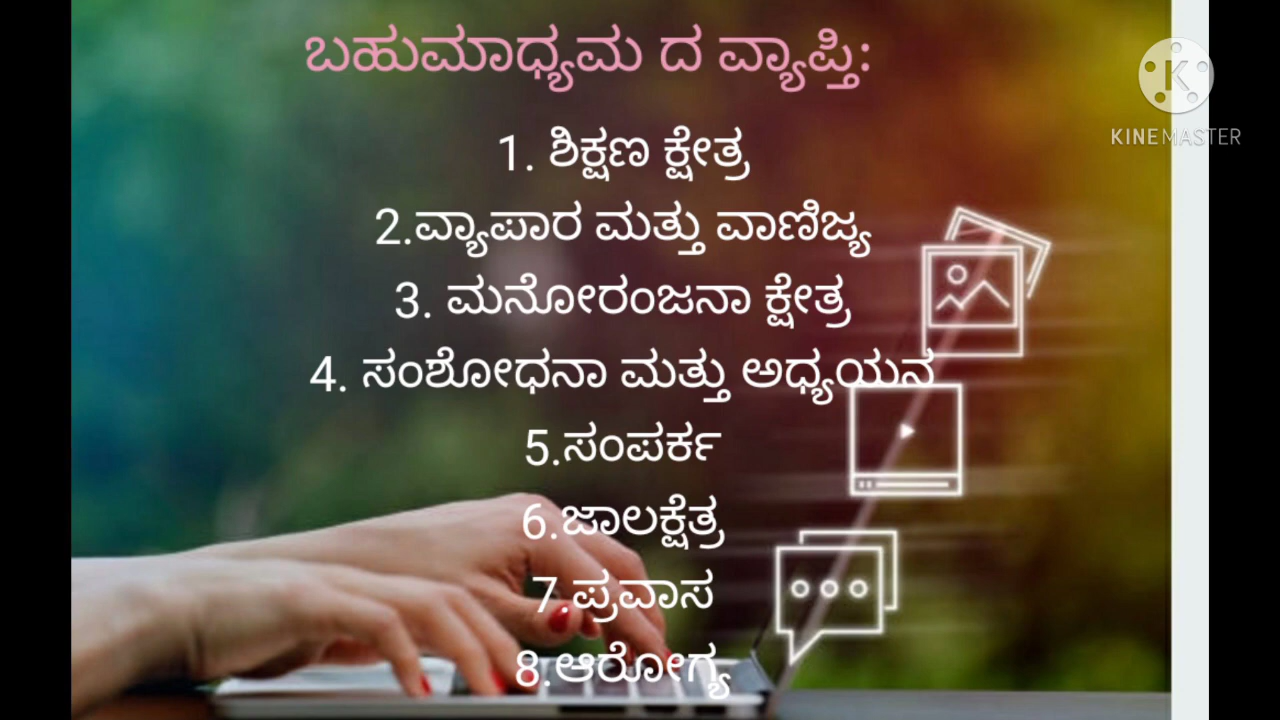 ಬಹುಮಾಧ್ಯಮ ದ ವ್ಯಾಪ್ತಿ:
KINEMASTER
1. ಶಿಕ್ಷಣ ಕ್ಷೇತ್ರ
2.ವ್ಯಾಪಾರ ಮತ್ತು ವಾಣಿಜ್ಯ
3. ಮನೋರಂಜನಾ ಕ್ಷೇತ್ರ
4. ಸಂಶೋಧನಾ ಮತ್ತು ಅಧ್ಯಯನ
5.ಸಂಪರ್ಕ
6.ಜಾಲಕ್ಷೆತ್ರ
7.ಪ್ರವಾಸ
8.ಆರೋಗ್ಯ